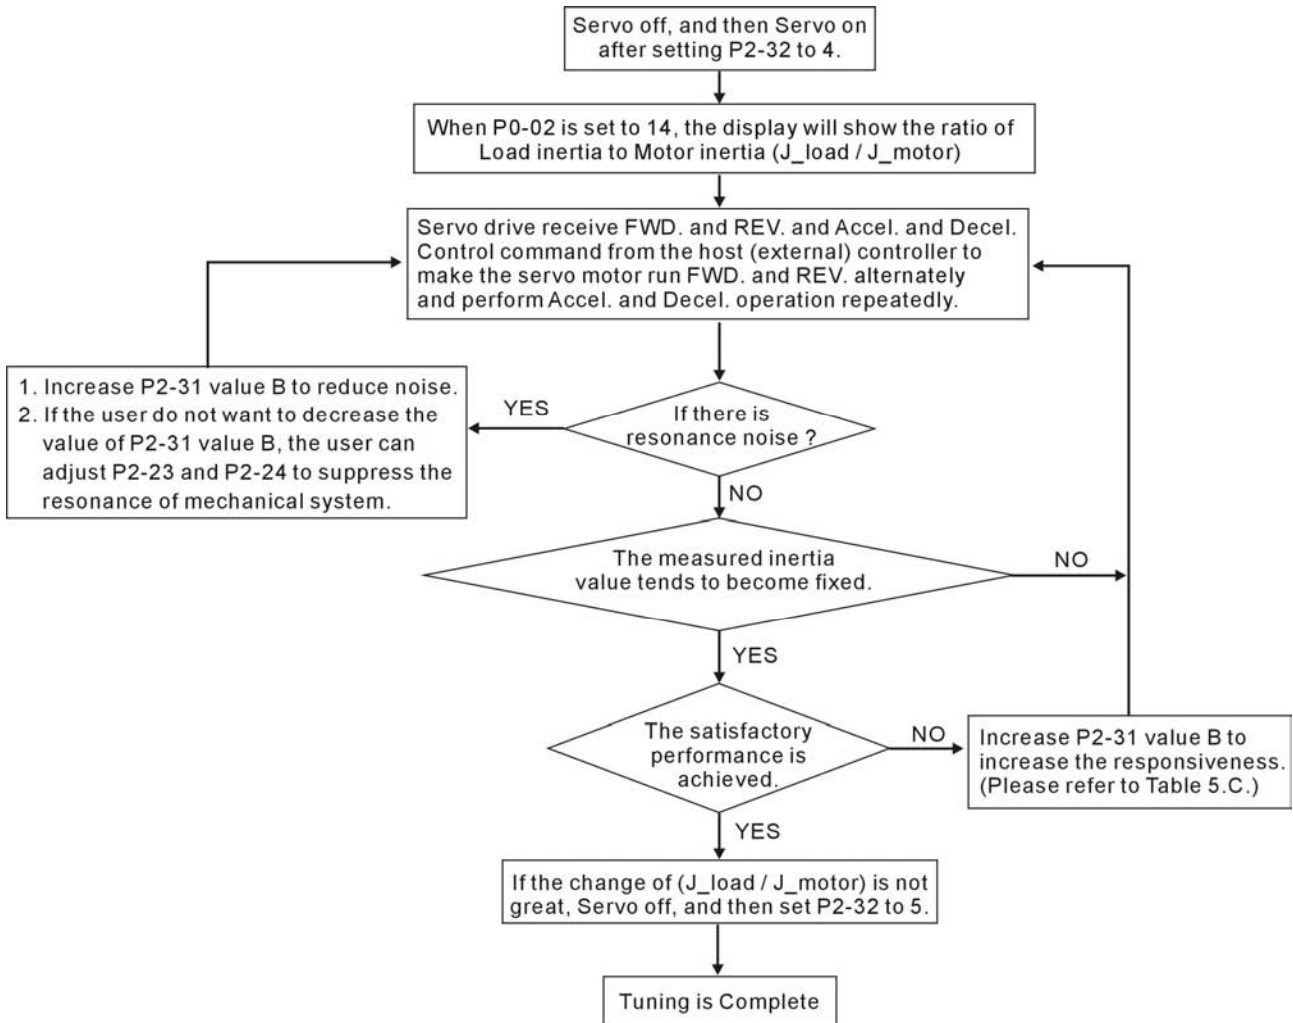 Servo off, and then Servo on
after setting P2-32 to 4.
When P0-02 is set to 14, the display will show the ratio of
Load inertia to Motor inertia (J_load / J_motor)
Servo drive receive FWD. and REV. and Accel. and Decel.
Control command from the host (external) controller to
make the servo motor run FWD. and REV. alternately
and perform Accel. and Decel. operation repeatedly.
1. Increase P2-31 value B to reduce noise.
2. If the user do not want to decrease the
value of P2-31 value B, the user can
adjust P2-23 and P2-24 to suppress the
resonance of mechanical system.
YES
If there is
resonance noise ?
NO
The measured inertia
value tends to become fixed.
NO
YES
The satisfactory
performance is
achieved.
NO
Increase P2-31 value B to
increase the responsiveness.
(Please refer to Table 5.C.)
YES
If the change of (J_load / J_motor) is not
great, Servo off, and then set P2-32 to 5.
Tuning is Complete